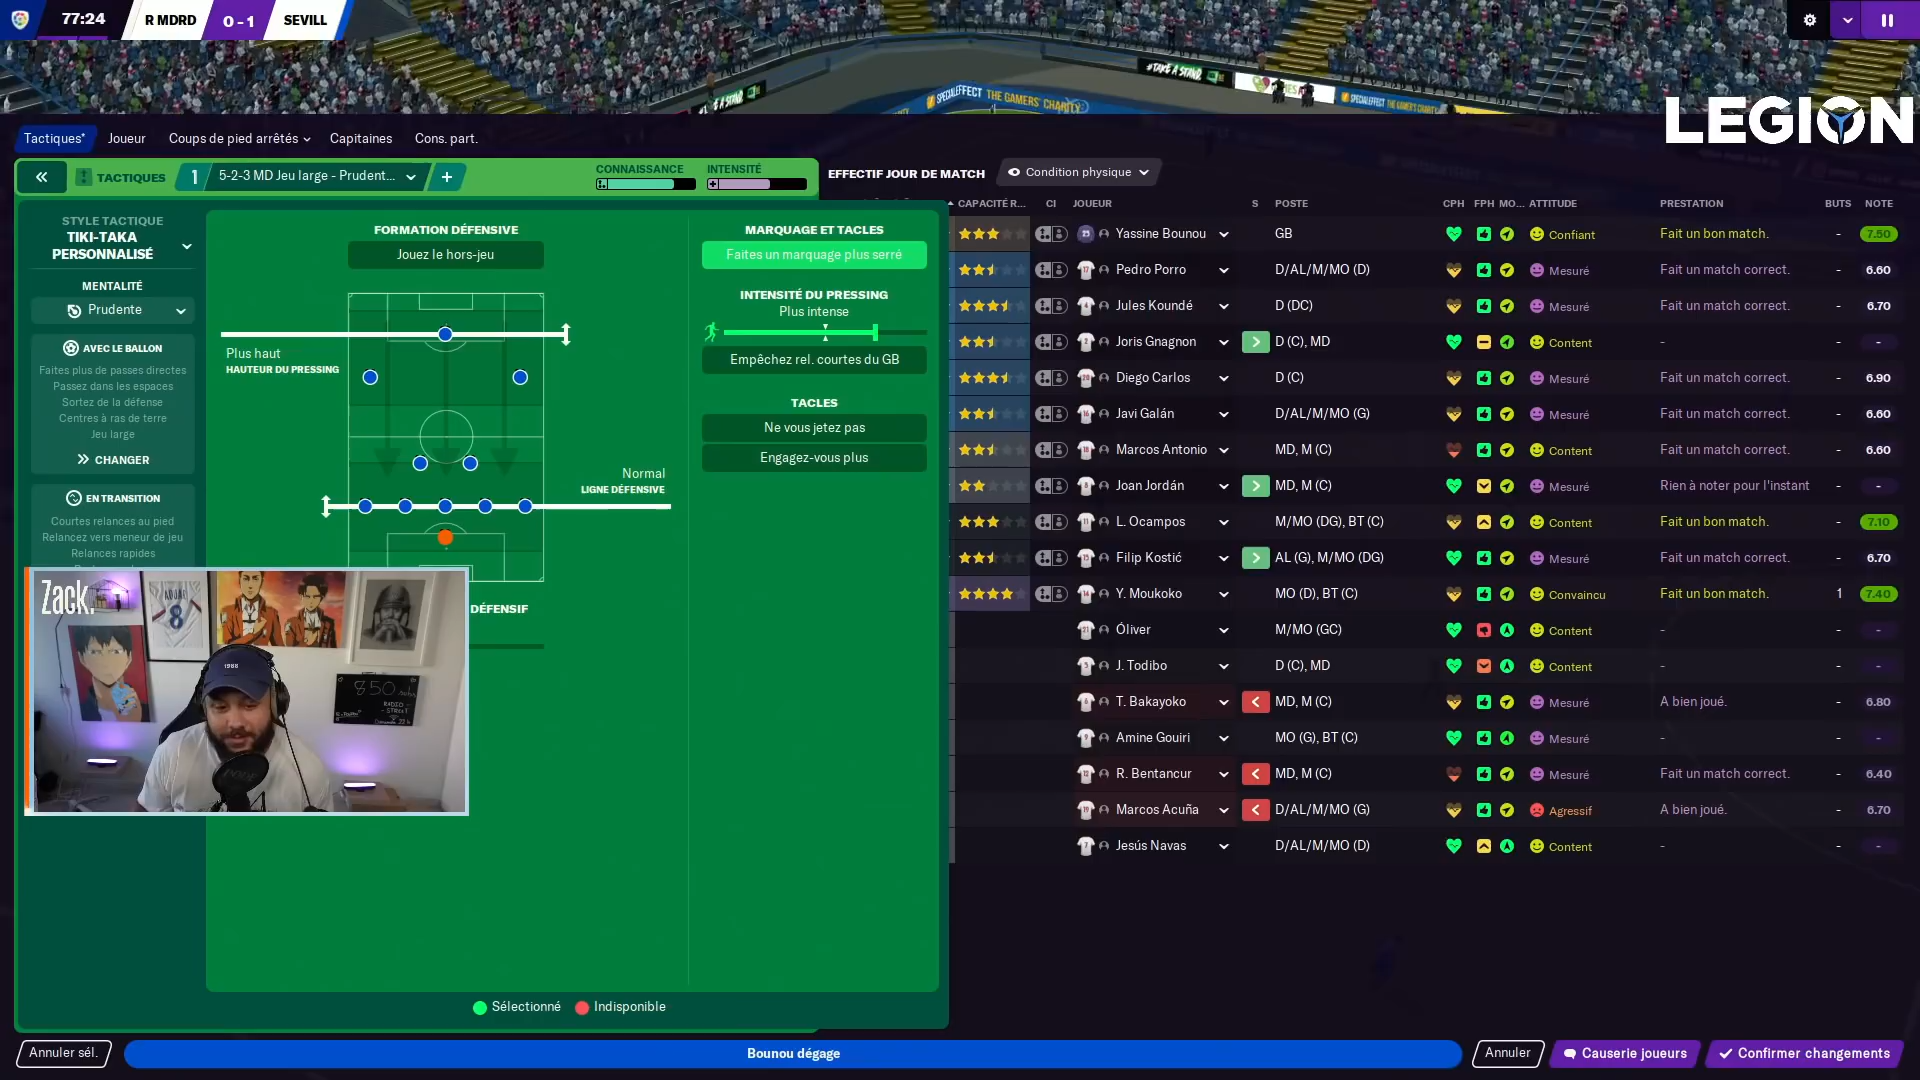 77:24
R MDRD
0 - 1
SEVILL
#TAKE A STAND
SPECIALEFFECT THE GAMERS' CHARITY
LEGION
Tactiques*
Joueur
Coups de pied arrêtés
Capitaines
Cons. part.
TACTIQUES
1
5-2-3 MD Jeu large - Prudent...
+
CONNAISSANCE
INTENSITÉ
EFFECTIF JOUR DE MATCH
Condition physique
STYLE TACTIQUE
TIKI-TAKA
PERSONNALISÉ
MENTALITÉ
Prudente
AVEC LE BALLON
Faites plus de passes directes
Passez dans les espaces
Sortez de la défense
Centres à ras de terre
Jeu large
CHANGER
EN TRANSITION
Courtes relances au pied
Relancez vers meneur de jeu
Relances rapides
FORMATION DÉFENSIVE
Jouez le hors-jeu
Plus haut
HAUTEUR DU PRESSING
Normal
LIGNE DÉFENSIVE
DÉFENSIF
MARQUAGE ET TACLES
Faites un marquage plus serré
INTENSITÉ DU PRESSING
Plus intense
Empêchez rel. courtes du GB
TACLES
Ne vous jetez pas
Engagez-vous plus
Sélectionné
Indisponible
CAPACITÉ R... CI JOUEUR S POSTE CPH FPH MO... ATTITUDE PRESTATION BUTS NOTE
Yassine Bounou GB Confiant Fait un bon match. - 7.50
Pedro Porro D/AL/M/MO (D) Mesuré Fait un match correct. - 6.60
Jules Koundé D (DC) Mesuré Fait un match correct. - 6.70
Joris Gnagnon D (C), MD Content - - -
Diego Carlos D (C) Mesuré Fait un match correct. - 6.90
Javi Galán D/AL/M/MO (G) Mesuré Fait un match correct. - 6.60
Marcos Antonio MD, M (C) Content Fait un match correct. - 6.60
Joan Jordán MD, M (C) Mesuré Rien à noter pour l'instant - -
L. Ocampos M/MO (DG), BT (C) Content Fait un bon match. - 7.10
Filip Kostić AL (G), M/MO (DG) Mesuré Fait un match correct. - 6.70
Y. Moukoko MO (D), BT (C) Convaincu Fait un bon match. 1 7.40
Óliver M/MO (GC) Content - - -
J. Todibo D (C), MD Content - - -
T. Bakayoko MD, M (C) Mesuré A bien joué. - 6.80
Amine Gouiri MO (G), BT (C) Mesuré - - -
R. Bentancur MD, M (C) Mesuré Fait un match correct. - 6.40
Marcos Acuña D/AL/M/MO (G) Agressif A bien joué. - 6.70
Jesús Navas D/AL/M/MO (D) Content - - -
Zack.
AOUAR
8
1988
850
RADIO
STREET
Annuler sél.
Bounou dégage
Annuler
Causerie joueurs
Confirmer changements